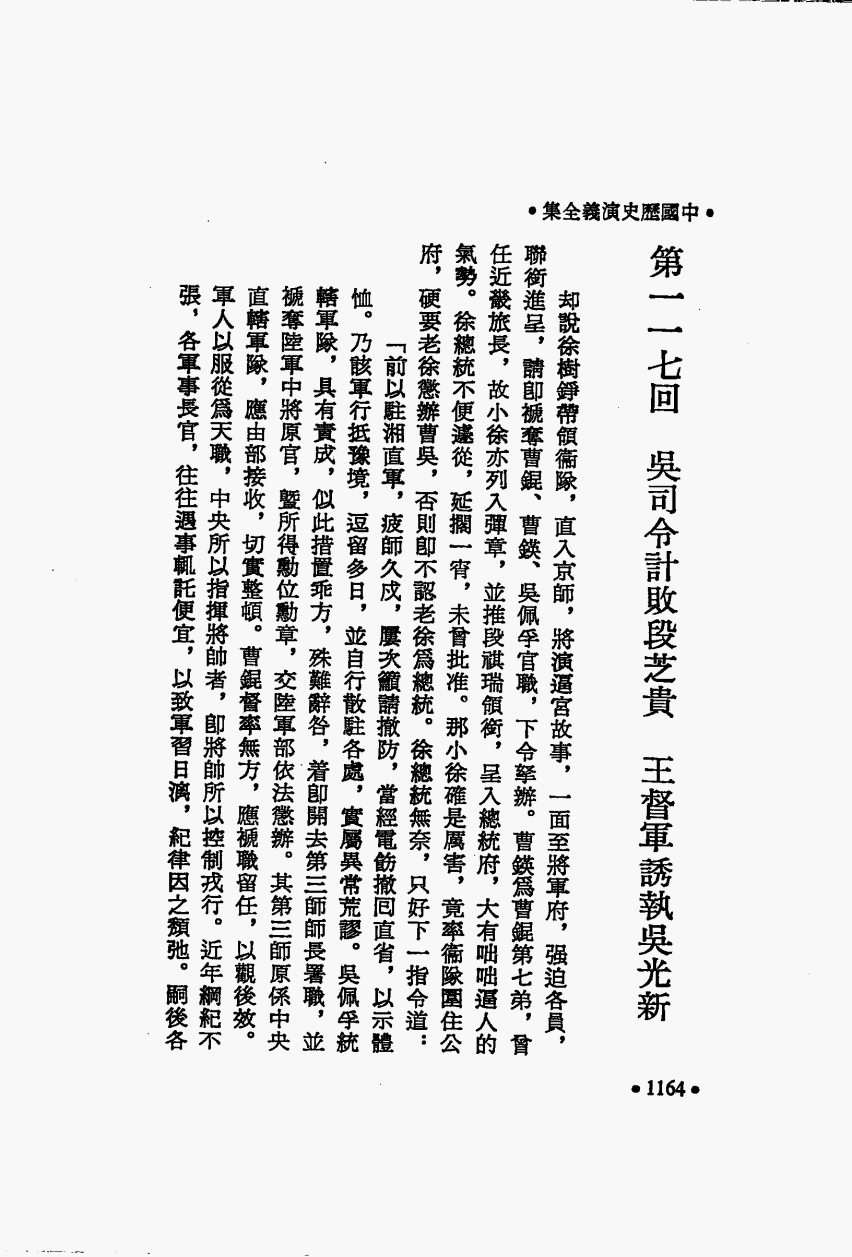 •中國歷史演義全集•
第一一七回　吳司令計敗段芝貴　王督軍誘執吳光新
却說徐樹錚帶領衞隊，直入京師，將演逼宮故事，一面至將軍府，强迫各員，
聯銜進呈，請卽褫奪曹錕、曹鍈、吳佩孚官職，下令拏辦。曹鍈爲曹錕第七弟，曾
任近畿旅長，故小徐亦列入彈章，並推段祺瑞領銜，呈入總統府，大有咄咄逼人的
氣勢。徐總統不便遽從，延擱一宵，未曾批准。那小徐確是厲害，竟率衞隊圍住公
府，硬要老徐懲辦曹吳，否則卽不認老徐爲總統。徐總統無奈，只好下一指令道：
「前以駐湘直軍，疲師久戍，屢次籲請撤防，當經電飭撤回直省，以示體
恤。乃該軍行抵豫境，逗留多日，並自行散駐各處，實屬異常荒謬。吳佩孚統
轄軍隊，具有責成，似此措置乖方，殊難辭咎，着卽開去第三師師長署職，並
褫奪陸軍中將原官，暨所得勳位勳章，交陸軍部依法懲辦。其第三師原係中央
直轄軍隊，應由部接收，切實整頓。曹錕督率無方，應褫職留任，以觀後效。
軍人以服從爲天職，中央所以指揮將帥者，卽將帥所以控制戎行。近年綱紀不
張，各軍事長官，往往遇事輒託便宜，以致軍習日漓，紀律因之頹弛。嗣後各
•1164•